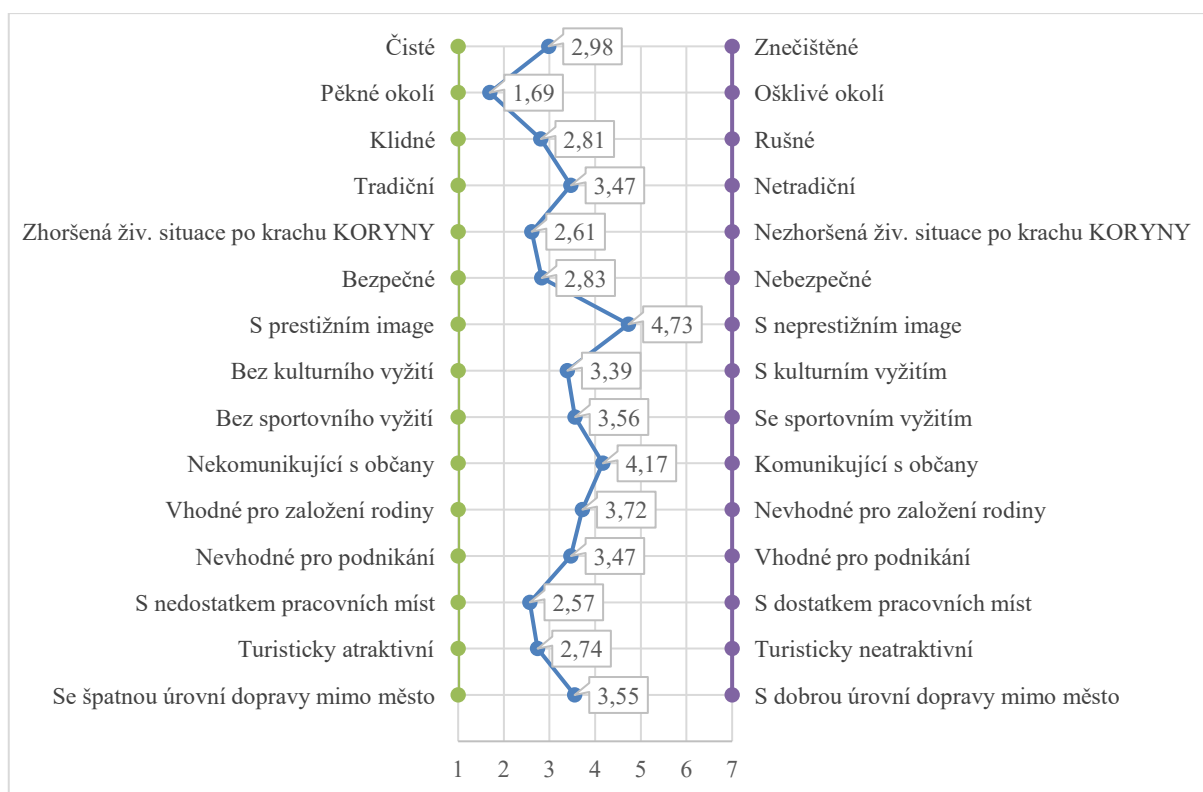 Čisté 2,98 Znečištěné
Pěkné okolí 1,69 Ošklivé okolí
Klidné 2,81 Rušné
Tradiční 3,47 Netradiční
Zhoršená živ. situace po krachu KORYNY 2,61 Nezhoršená živ. situace po krachu KORYNY
Bezpečné 2,83 Nebezpečné
S prestižním image 4,73 S neprestižním image
Bez kulturního vyžití 3,39 S kulturním vyžitím
Bez sportovního vyžití 3,56 Se sportovním vyžitím
Nekomunikující s občany 4,17 Komunikující s občany
Vhodné pro založení rodiny 3,72 Nevhodné pro založení rodiny
Nevhodné pro podnikání 3,47 Vhodné pro podnikání
S nedostatkem pracovních míst 2,57 S dostatkem pracovních míst
Turisticky atraktivní 2,74 Turisticky neatraktivní
Se špatnou úrovní dopravy mimo město 3,55 S dobrou úrovní dopravy mimo město
1 2 3 4 5 6 7